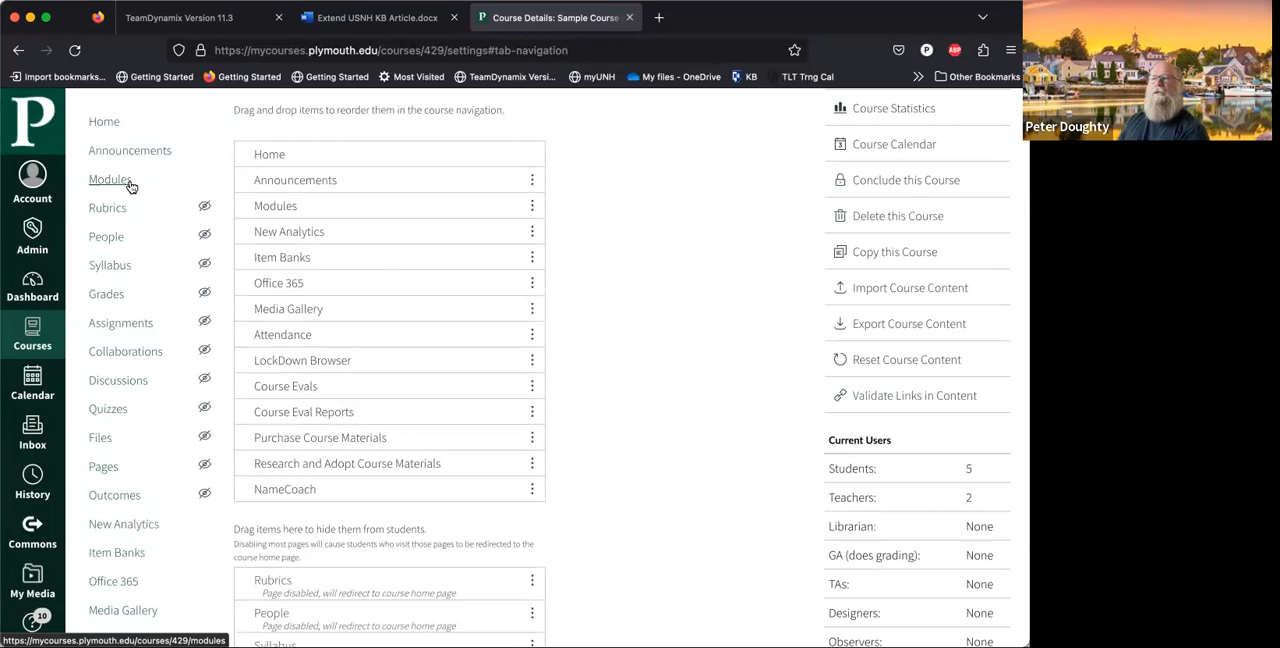 TeamDynamix Version 11.3
Extend USNH KB Article.docx
Course Details: Sample Course
https://mycourses.plymouth.edu/courses/429/settings#tab-navigation
P
ABP
Import bookmarks...
Getting Started
Getting Started
Getting Started
Most Visited
TeamDynamix Versi...
myUNH
My files - OneDrive
KB
TLT Trng Cal
Other Bookmarks
P
Account
Admin
Dashboard
Courses
Calendar
Inbox
History
Commons
My Media
10
Home
Announcements
Modules
Rubrics
People
Syllabus
Grades
Assignments
Collaborations
Discussions
Quizzes
Files
Pages
Outcomes
New Analytics
Item Banks
Office 365
Media Gallery
https://mycourses.plymouth.edu/courses/429/modules
Drag and drop items to reorder them in the course navigation.
Home
Announcements
Modules
New Analytics
Item Banks
Office 365
Media Gallery
Attendance
LockDown Browser
Course Evals
Course Eval Reports
Purchase Course Materials
Research and Adopt Course Materials
NameCoach
Drag items here to hide them from students.
Disabling most pages will cause students who visit those pages to be redirected to the
course home page.
Rubrics
Page disabled, will redirect to course home page
People
Page disabled, will redirect to course home page
Syllabus
Course Statistics
Course Calendar
Conclude this Course
Delete this Course
Copy this Course
Import Course Content
Export Course Content
Reset Course Content
Validate Links in Content
Current Users
Students: 5
Teachers: 2
Librarian: None
GA (does grading): None
TAs: None
Designers: None
Observers: None
Peter Doughty